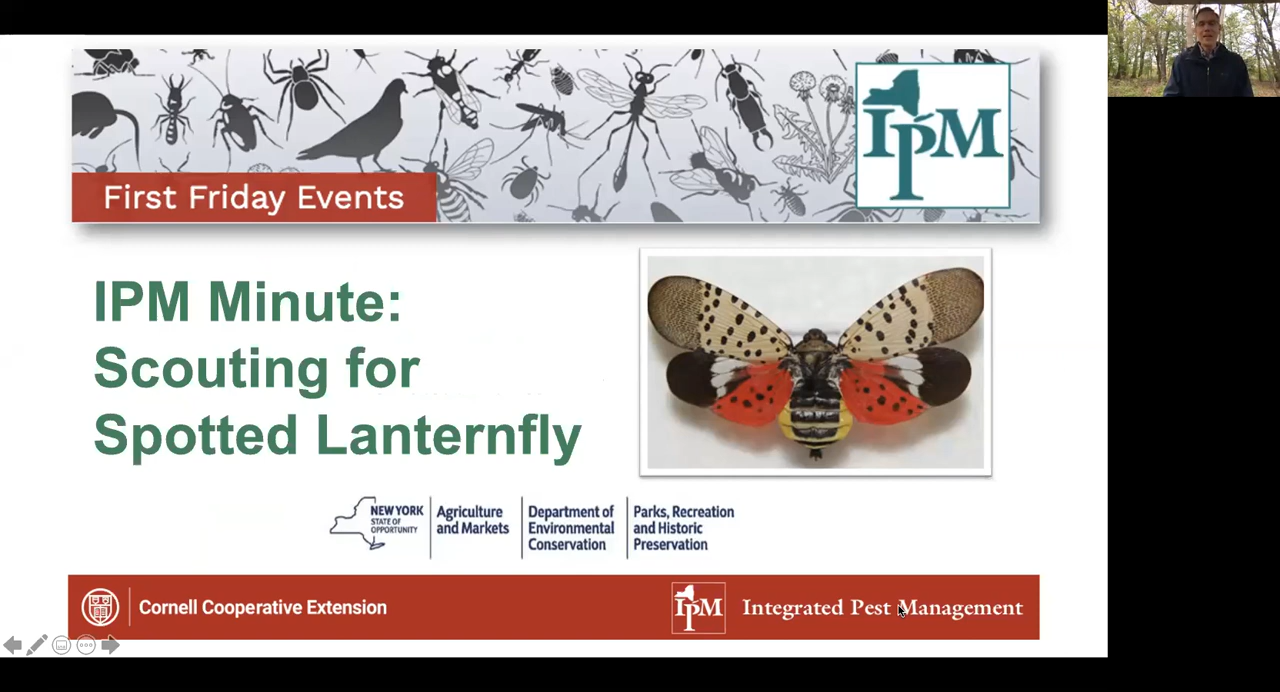 First Friday Events
IPM
IPM Minute:
Scouting for
Spotted Lanternfly
NEW YORK
STATE OF
OPPORTUNITY
Agriculture
and Markets
Department of
Environmental
Conservation
Parks, Recreation
and Historic
Preservation
Cornell Cooperative Extension
IPM
Integrated Pest Management